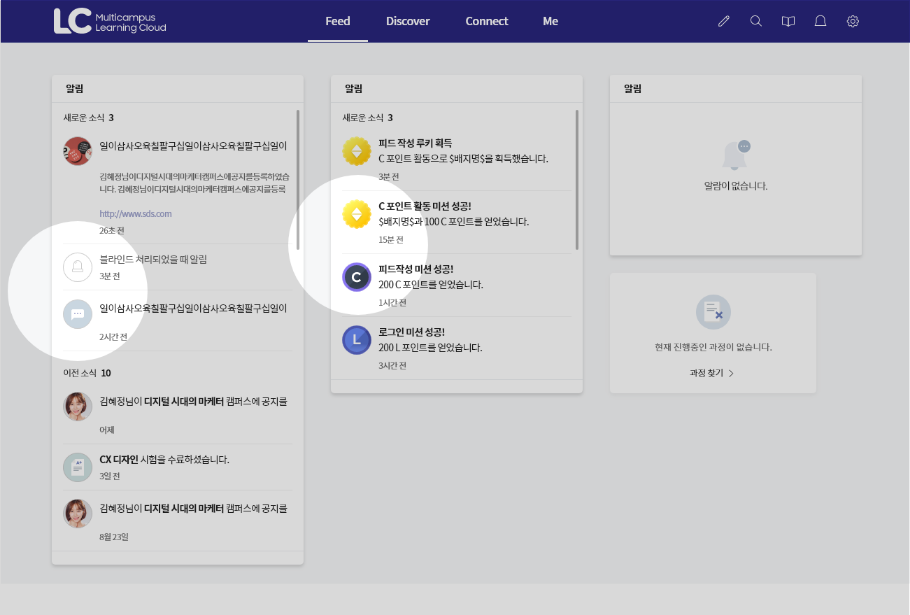 LC Multicampus
Learning Cloud
Feed
Discover
Connect
Me
알림
새로운 소식 3
일이삼사오육칠팔구십일이삼사오육칠팔구십일이
김혜정님이디지털시대의마케터캠퍼스에공지를등록하였습
니다. 김혜정님이디지털시대의마케터캠퍼스에공지를등록
http://www.sds.com
26초 전
블라인드 처리되었을 때 알림
3분 전
일이삼사오육칠팔구십일이삼사오육칠팔구십일이
2시간 전
이전 소식 10
김혜정님이 디지털 시대의 마케터 캠퍼스에 공지를
어제
CX 디자인 시험을 수료하셨습니다.
3일 전
김혜정님이 디지털 시대의 마케터 캠퍼스에 공지를
8월 23일
알림
새로운 소식 3
피드 작성 루키 획득
C 포인트 활동으로 $배지명$을 획득했습니다.
3분 전
C 포인트 활동 미션 성공!
$배지명$과 100 C 포인트를 얻었습니다.
15분 전
C
피드작성 미션 성공!
200 C 포인트를 얻었습니다.
1시간 전
L
로그인 미션 성공!
200 L 포인트를 얻었습니다.
3시간 전
알림
알람이 없습니다.
현재 진행중인 과정이 없습니다.
과정 찾기 >